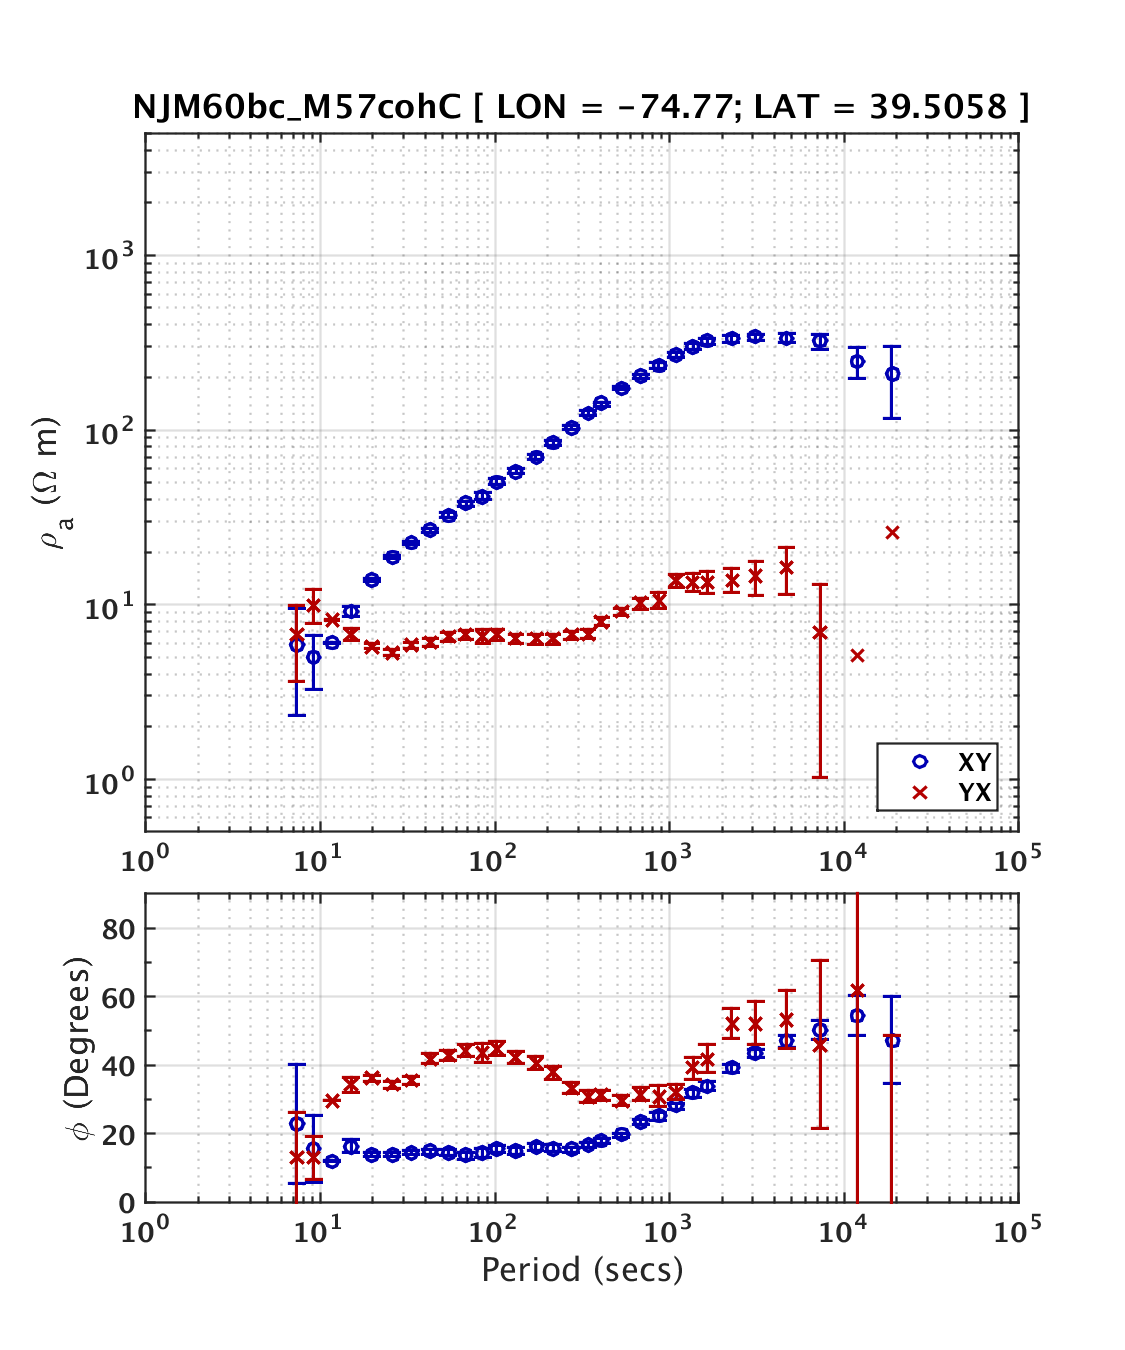 NJM60bc_M57cohC [ LON = −74.77; LAT = 39.5058 ]
ρa (Ω m)
10³
10²
10¹
10⁰
XY
YX
10⁰ 10¹ 10² 10³ 10⁴ 10⁵
ϕ (Degrees)
80
60
40
20
0
10⁰ 10¹ 10² 10³ 10⁴ 10⁵
Period (secs)